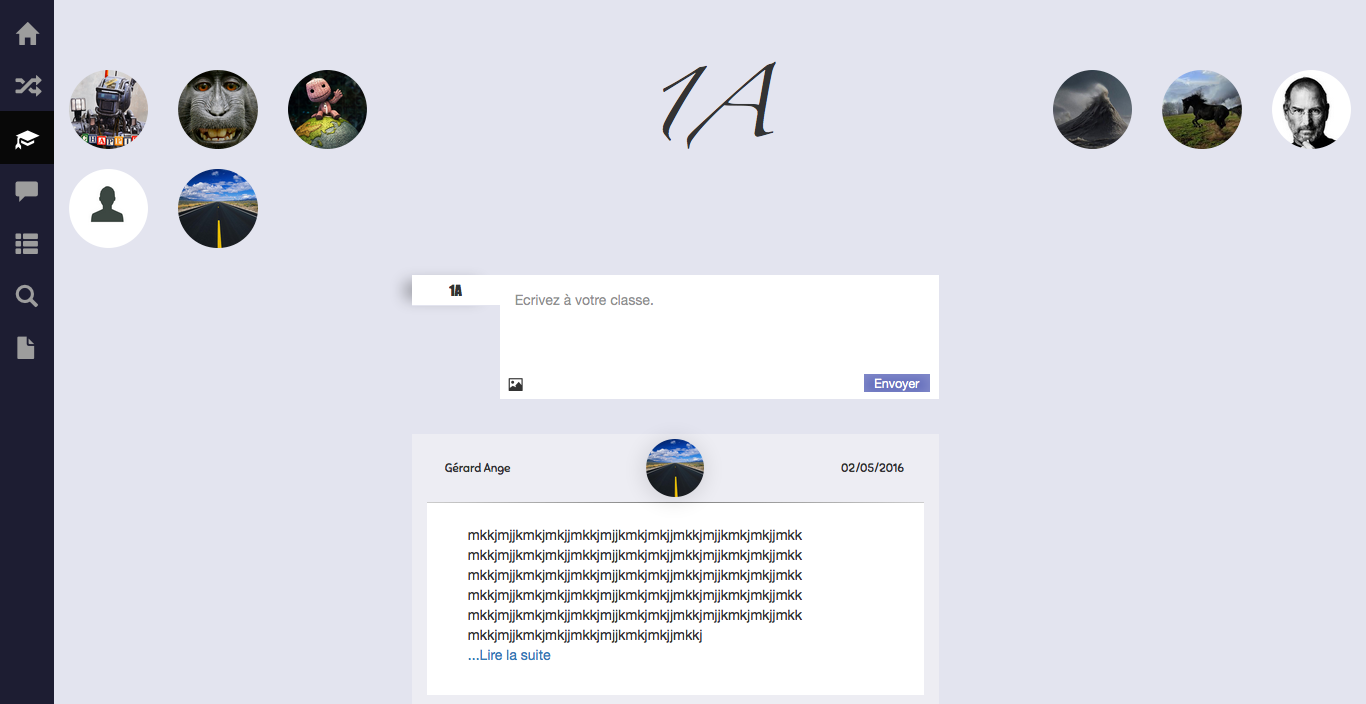 1A
1A
Ecrivez à votre classe.
Envoyer
Gérard Ange
02/05/2016
mkkjmjjkmkjmkjjmkkjmjjkmkjmkjjmkkjmjjkmkjmkjjmkk
mkkjmjjkmkjmkjjmkkjmjjkmkjmkjjmkkjmjjkmkjmkjjmkk
mkkjmjjkmkjmkjjmkkjmjjkmkjmkjjmkkjmjjkmkjmkjjmkk
mkkjmjjkmkjmkjjmkkjmjjkmkjmkjjmkkjmjjkmkjmkjjmkk
mkkjmjjkmkjmkjjmkkjmjjkmkjmkjjmkkjmjjkmkjmkjjmkk
mkkjmjjkmkjmkjjmkkjmjjkmkjmkjjmkkj
...Lire la suite